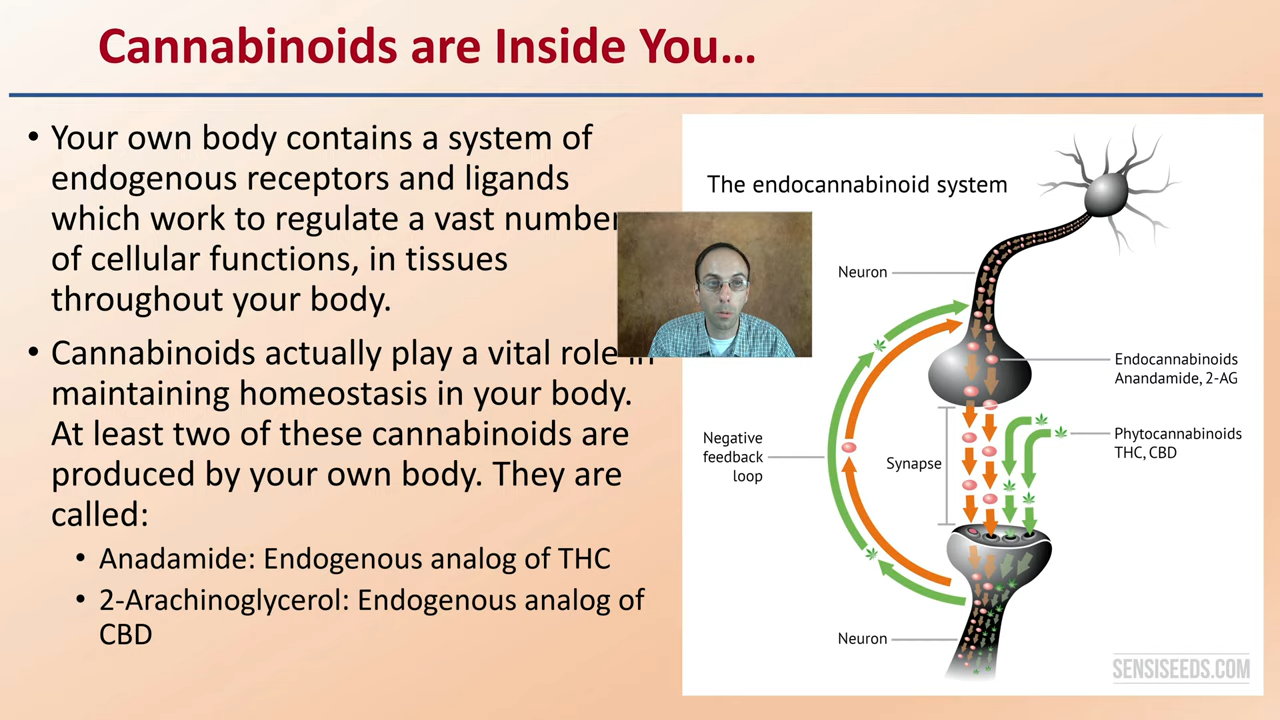 Cannabinoids are Inside You…
• Your own body contains a system of
endogenous receptors and ligands
which work to regulate a vast number
of cellular functions, in tissues
throughout your body.
• Cannabinoids actually play a vital role in
maintaining homeostasis in your body.
At least two of these cannabinoids are
produced by your own body. They are
called:
• Anadamide: Endogenous analog of THC
• 2-Arachinoglycerol: Endogenous analog of
CBD
The endocannabinoid system
Neuron
Endocannabinoids
Anandamide, 2-AG
Phytocannabinoids
THC, CBD
Negative
feedback
loop
Synapse
Neuron
SENSISEEDS.COM